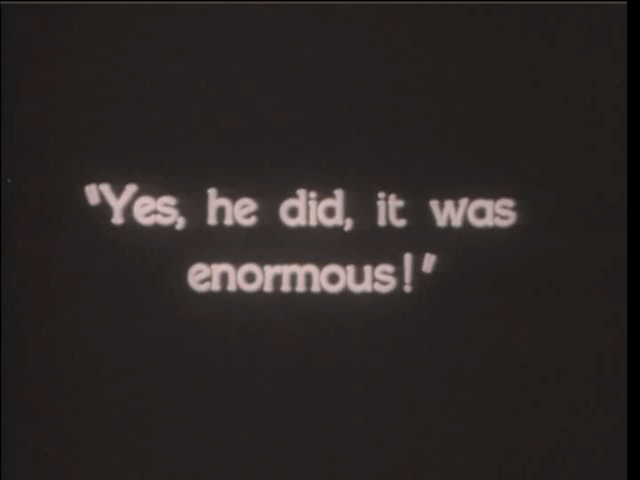 "Yes, he did, it was
enormous!"